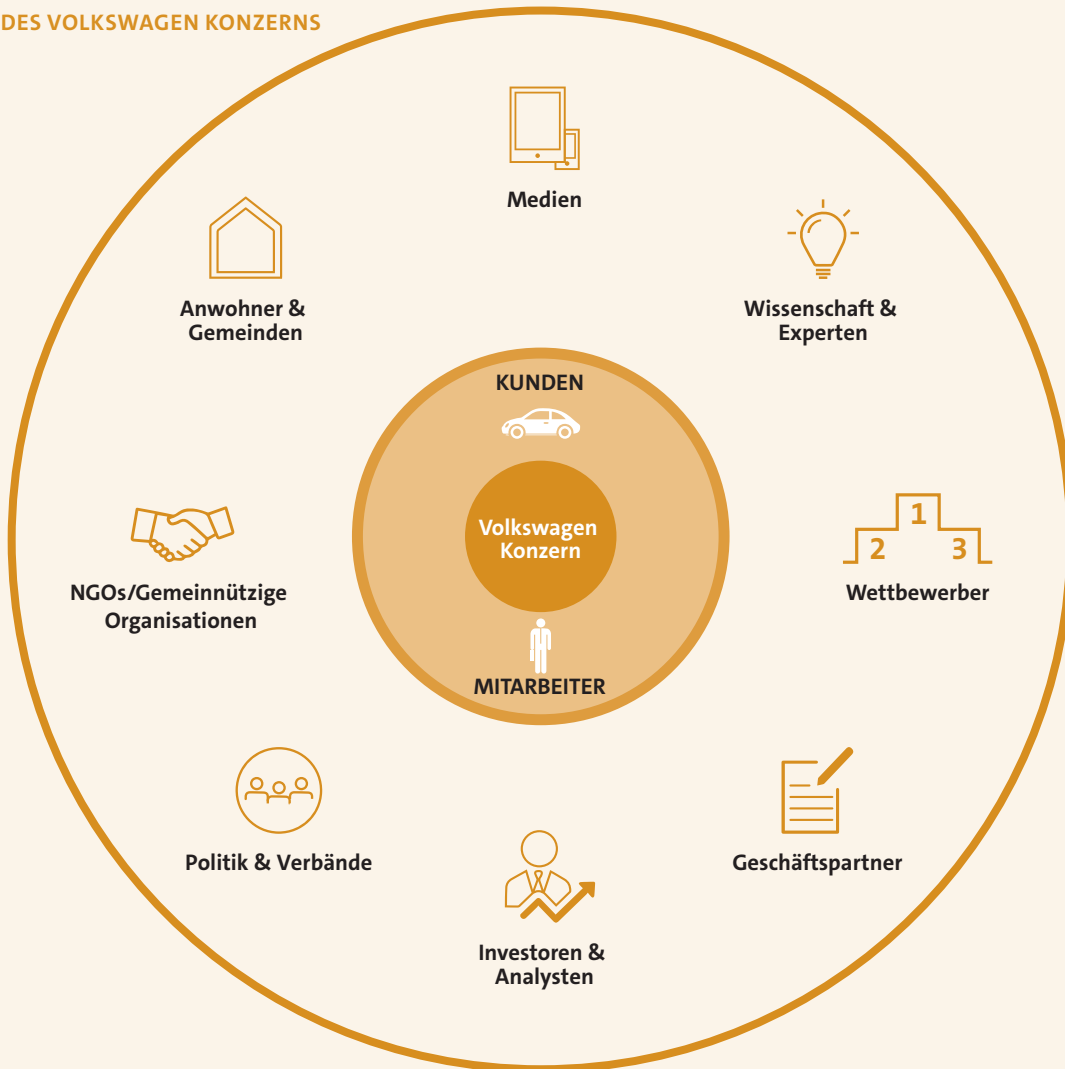 DES VOLKSWAGEN KONZERNS
Medien
Anwohner &
Gemeinden
Wissenschaft &
Experten
KUNDEN
Volkswagen
Konzern
MITARBEITER
NGOs/Gemeinnützige
Organisationen
1
2
3
Wettbewerber
Politik & Verbände
Geschäftspartner
Investoren &
Analysten